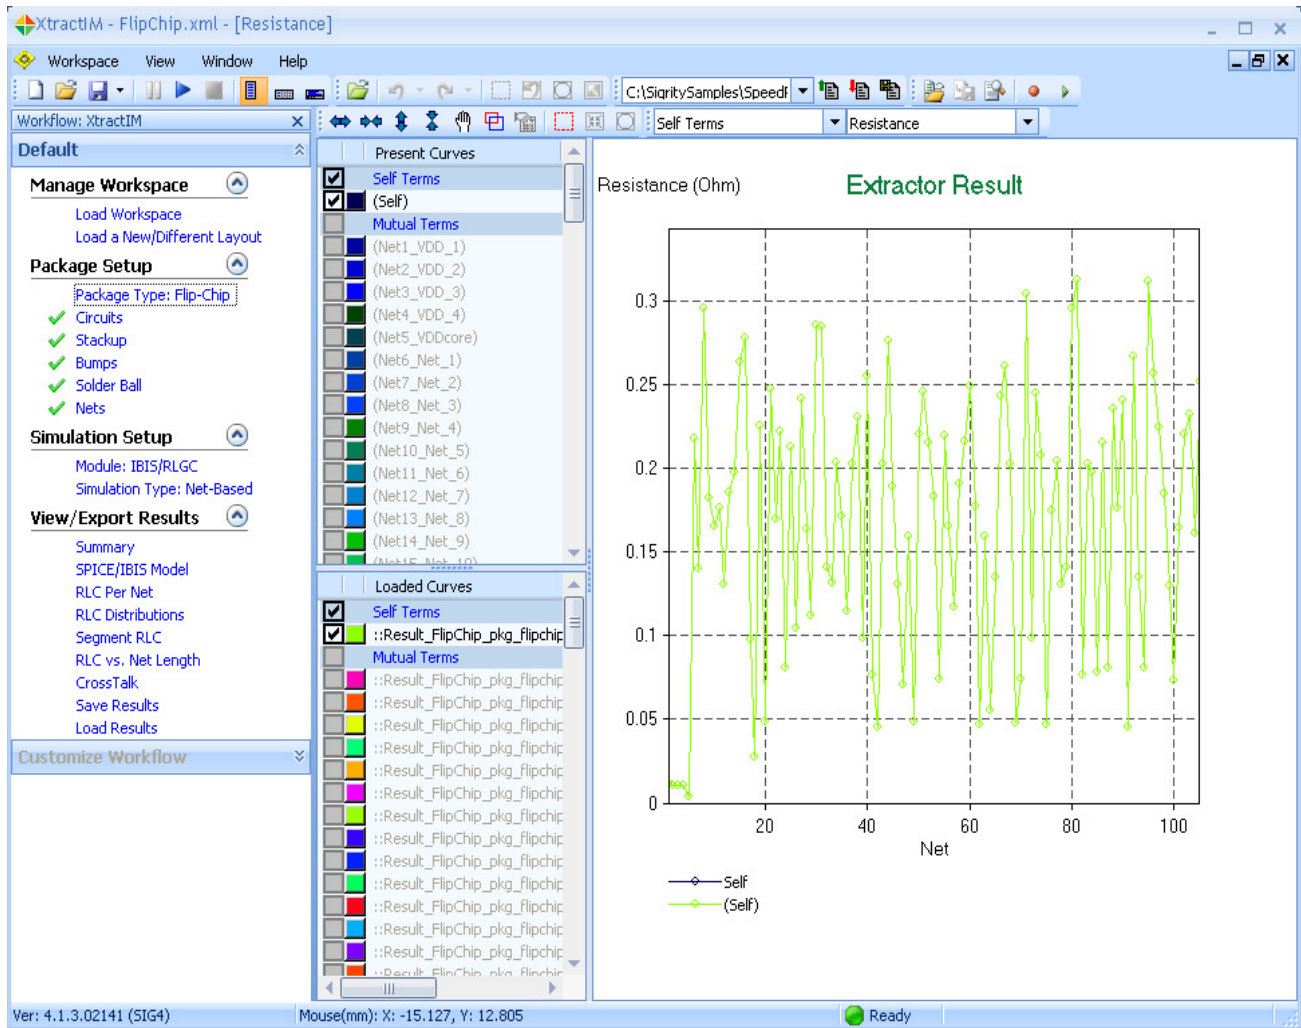 XtractIM - FlipChip.xml - [Resistance]
Workspace View Window Help
C:\SigritySamples\SpeedF
Workflow: XtractIM
Self Terms
Resistance
Default
Manage Workspace
Load Workspace
Load a New/Different Layout
Package Setup
Package Type: Flip-Chip
Circuits
Stackup
Bumps
Solder Ball
Nets
Simulation Setup
Module: IBIS/RLGC
Simulation Type: Net-Based
View/Export Results
Summary
SPICE/IBIS Model
RLC Per Net
RLC Distributions
Segment RLC
RLC vs. Net Length
CrossTalk
Save Results
Load Results
Customize Workflow
Present Curves
Self Terms
(Self)
Mutual Terms
(Net1_VDD_1)
(Net2_VDD_2)
(Net3_VDD_3)
(Net4_VDD_4)
(Net5_VDDcore)
(Net6_Net_1)
(Net7_Net_2)
(Net8_Net_3)
(Net9_Net_4)
(Net10_Net_5)
(Net11_Net_6)
(Net12_Net_7)
(Net13_Net_8)
(Net14_Net_9)
(Net15_Net_10)
Loaded Curves
Self Terms
::Result_FlipChip_pkg_flipchip
Mutual Terms
::Result_FlipChip_pkg_flipchip
::Result_FlipChip_pkg_flipchip
::Result_FlipChip_pkg_flipchip
::Result_FlipChip_pkg_flipchip
::Result_FlipChip_pkg_flipchip
::Result_FlipChip_pkg_flipchip
::Result_FlipChip_pkg_flipchip
::Result_FlipChip_pkg_flipchip
::Result_FlipChip_pkg_flipchip
::Result_FlipChip_pkg_flipchip
::Result_FlipChip_pkg_flipchip
::Result_FlipChip_pkg_flipchip
::Result_FlipChip_pkg_flipchip
::Result_FlipChip_pkg_flipchip
Resistance (Ohm)
Extractor Result
0.3
0.25
0.2
0.15
0.1
0.05
0
20 40 60 80 100
Net
Self
(Self)
Ver: 4.1.3.02141 (SIG4)
Mouse(mm): X: -15.127, Y: 12.805
Ready